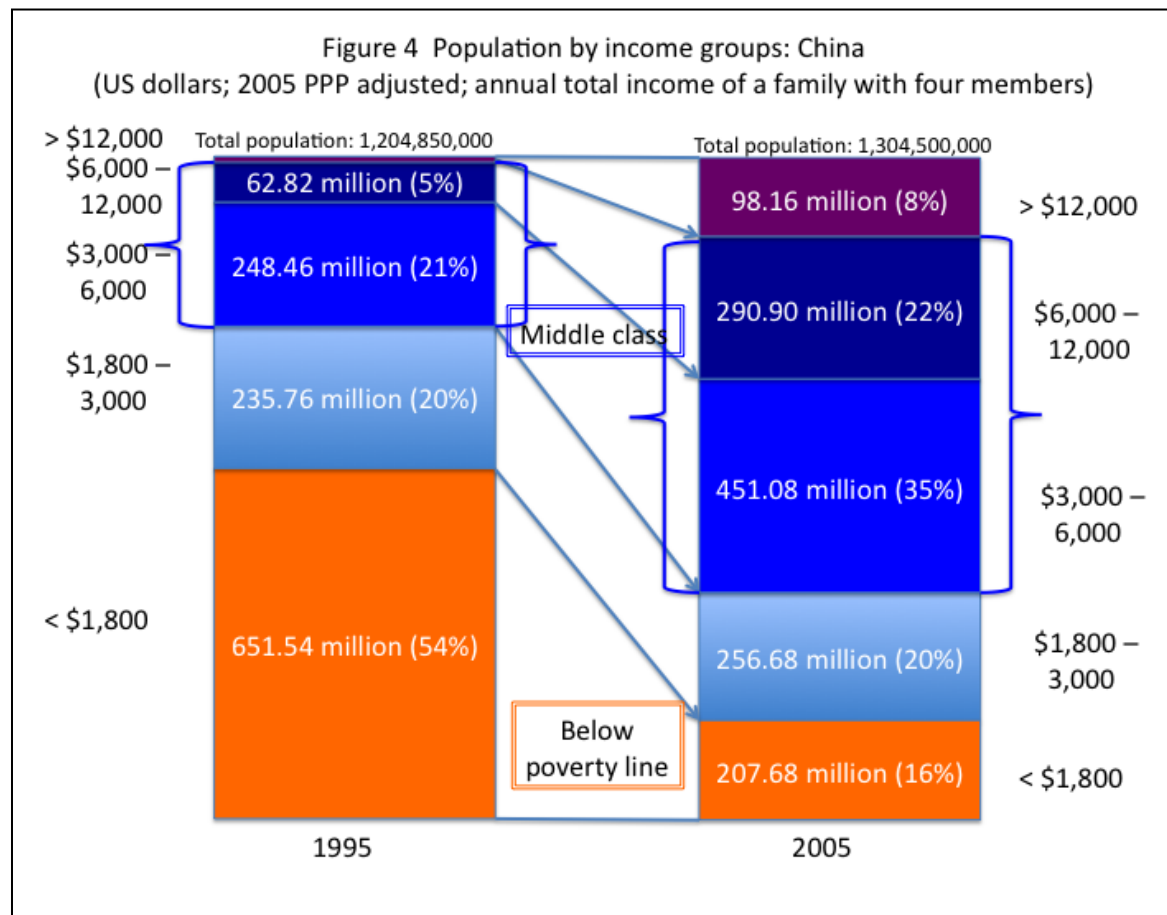 Figure 4 Population by income groups: China
(US dollars; 2005 PPP adjusted; annual total income of a family with four members)
> $12,000
$6,000 –
12,000
$3,000 –
6,000
$1,800 –
3,000
< $1,800
Total population: 1,204,850,000
62.82 million (5%)
248.46 million (21%)
235.76 million (20%)
651.54 million (54%)
1995
Middle class
Below
poverty line
Total population: 1,304,500,000
98.16 million (8%)
290.90 million (22%)
451.08 million (35%)
256.68 million (20%)
207.68 million (16%)
2005
> $12,000
$6,000 –
12,000
$3,000 –
6,000
$1,800 –
3,000
< $1,800